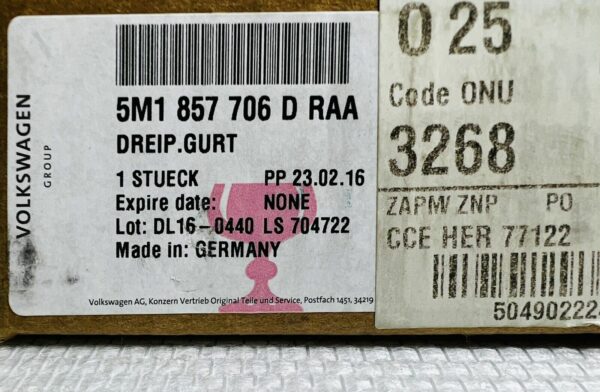 VOLKSWAGEN
GROUP
5M1 857 706 D RAA
DREIP.GURT
1 STUECK PP 23.02.16
Expire date: NONE
Lot: DL16-0440 LS 704722
Made in: GERMANY
Volkswagen AG, Konzern Vertrieb Original Teile und Service, Postfach 1451, 34219
0 25
Code ONU
3268
ZAPM/ZNP PO
CCE HER 77122
50490222